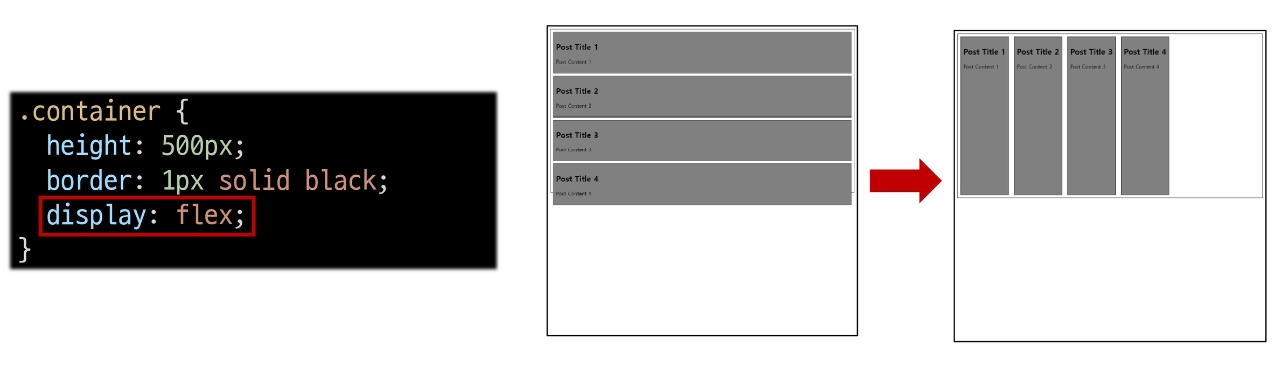 .container {
height: 500px;
border: 1px solid black;
display: flex;
}
Post Title 1
Post Content 1
Post Title 2
Post Content 2
Post Title 3
Post Content 3
Post Title 4
Post Content 4
Post Title 1
Post Content 1
Post Title 2
Post Content 2
Post Title 3
Post Content 3
Post Title 4
Post Content 4